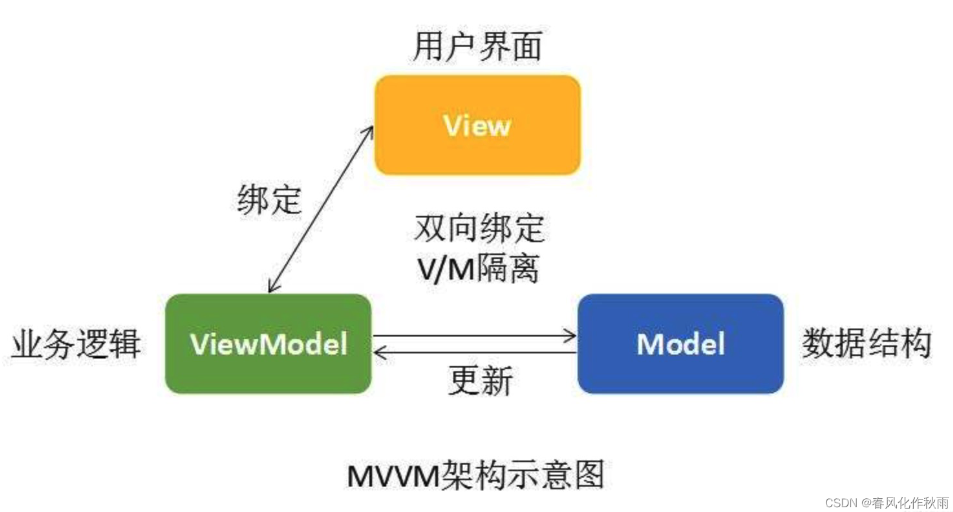 用户界面
View
绑定
双向绑定
V/M隔离
业务逻辑
ViewModel
Model
数据结构
更新
MVVM架构示意图
CSDN @春风化作秋雨